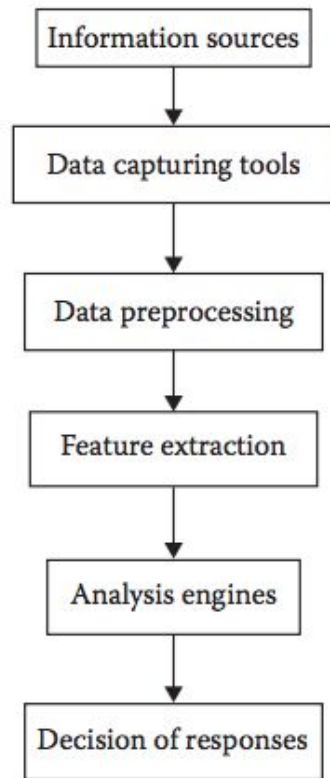 Information sources
Data capturing tools
Data preprocessing
Feature extraction
Analysis engines
Decision of responses